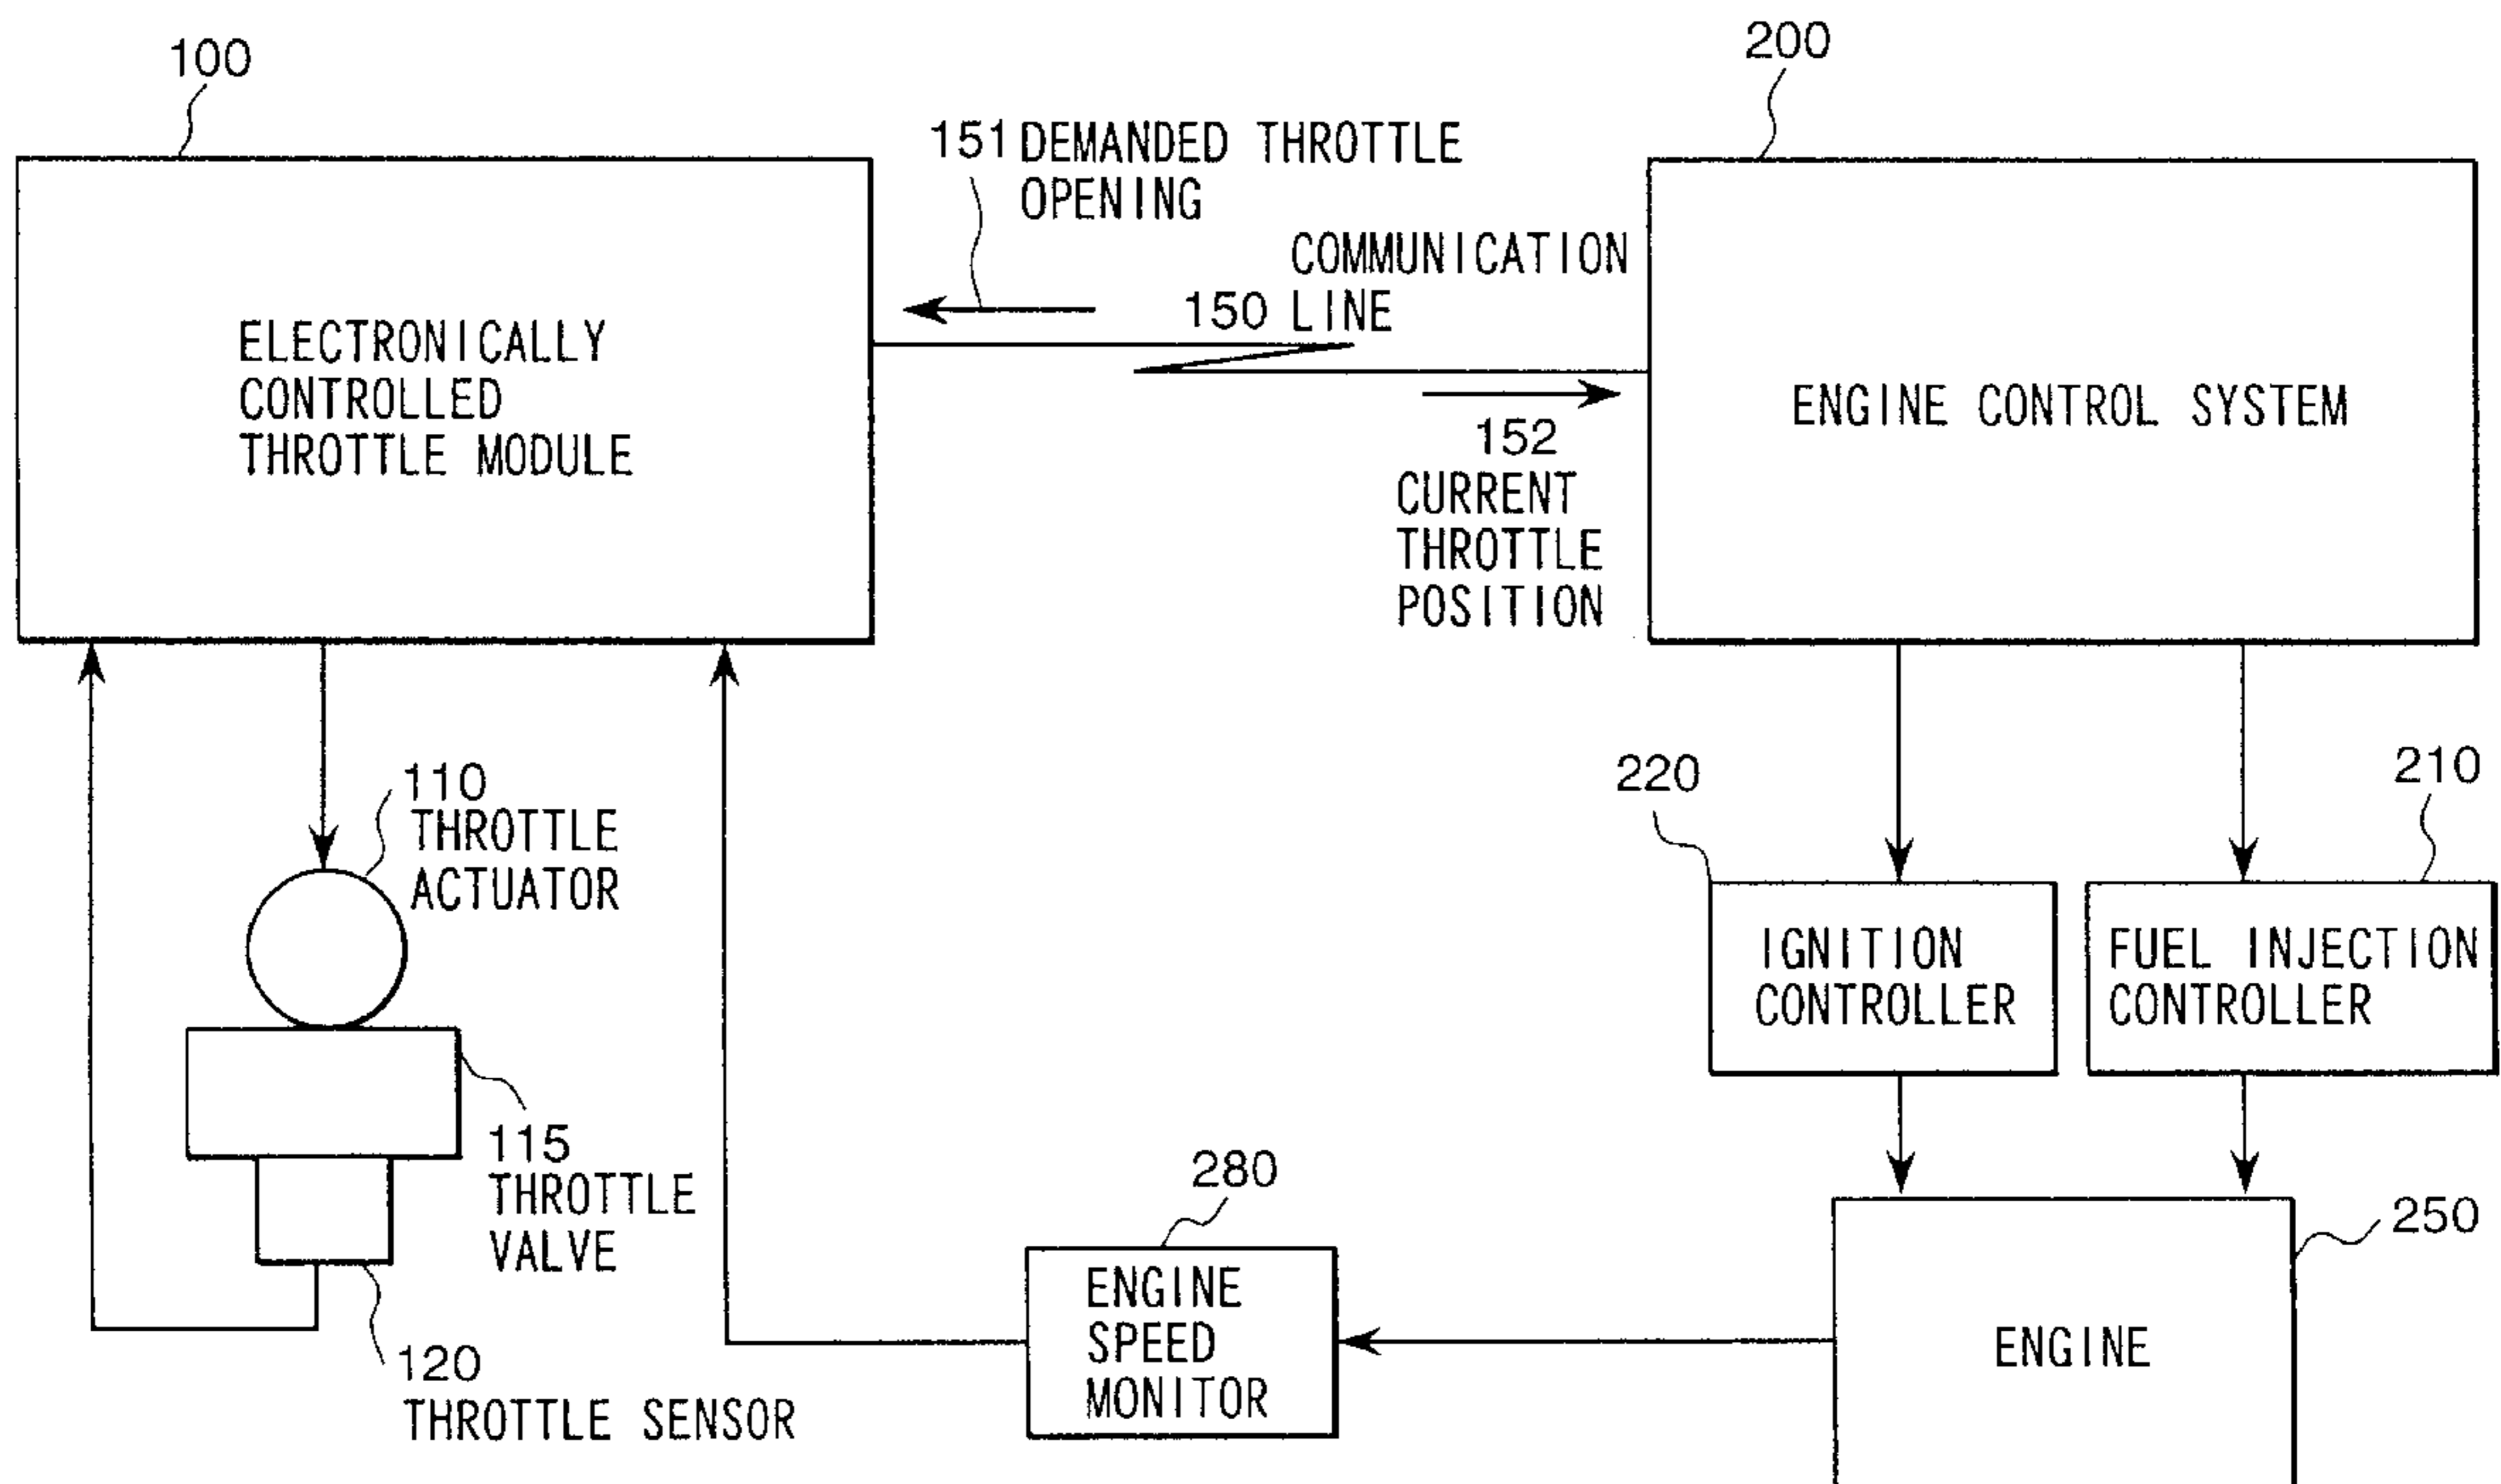 100
200
151 DEMANDED THROTTLE
OPENING
COMMUNICATION
150 LINE
ELECTRONICALLY
CONTROLLED
THROTTLE MODULE
ENGINE CONTROL SYSTEM
152
CURRENT
THROTTLE
POSITION
110
THROTTLE
ACTUATOR
220
210
IGNITION
CONTROLLER
FUEL INJECTION
CONTROLLER
115
THROTTLE
VALVE
280
250
ENGINE
SPEED
MONITOR
ENGINE
120
THROTTLE SENSOR